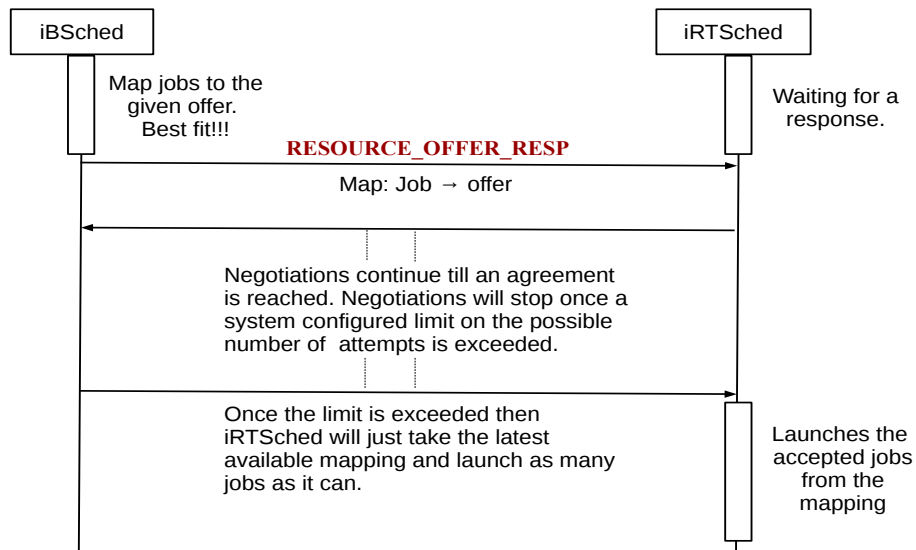 iBSched
iRTSched
Map jobs to the
given offer.
Best fit!!!
Waiting for a
response.
RESOURCE_OFFER_RESP
Map: Job → offer
Negotiations continue till an agreement
is reached. Negotiations will stop once a
system configured limit on the possible
number of attempts is exceeded.
Once the limit is exceeded then
iRTSched will just take the latest
available mapping and launch as many
jobs as it can.
Launches the
accepted jobs
from the
mapping